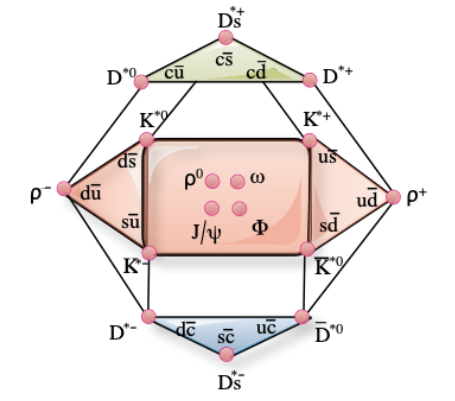 Ds*+
D*0 cū cs̄ cd̄ D*+
K*0 K*+
ds̄ us̄
ρ- dū ρ0 ω ud̄ ρ+
sū J/ψ Φ sd̄
K*- K̄*0
D*- dc̄ sc̄ uc̄ D̄*0
Ds*-